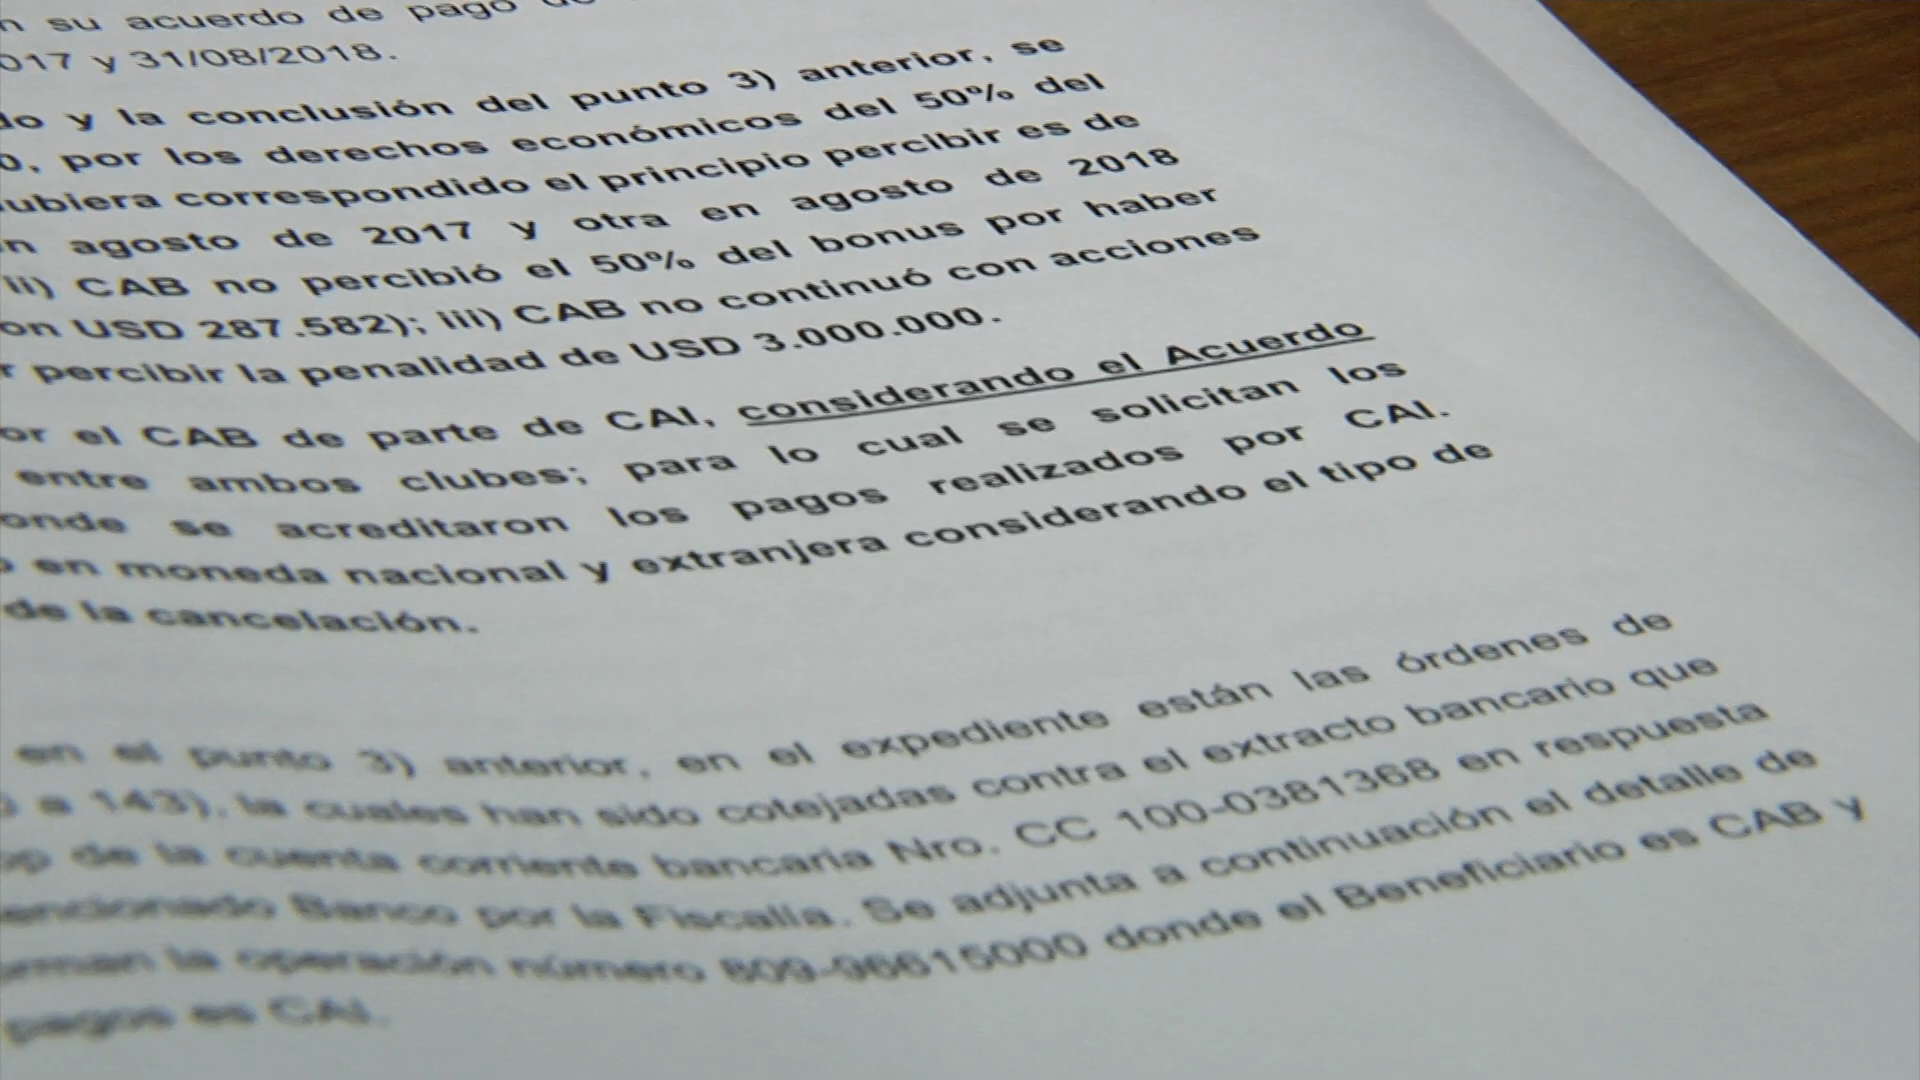 su acuerdo de pago
017 y 31/08/2018.
y la conclusión del punto 3) anterior, se
por los derechos económicos del 50% del
ubiera correspondido el principio percibir es de
n agosto de 2017 y otra en agosto de 2018
ii) CAB no percibió el 50% del bonus por haber
on USD 287.582); iii) CAB no continuó con acciones
r percibir la penalidad de USD 3.000.000.
or el CAB de parte de CAI, considerando el Acuerdo
entre ambos clubes; para lo cual se solicitan los
onde se acreditaron los pagos realizados por CAI.
en moneda nacional y extranjera considerando el tipo de
de la cancelación.
en el punto 3) anterior, en el expediente están las órdenes de
a 143), la cuales han sido cotejadas contra el extracto bancario que
de la cuenta corriente bancaria Nro. CC 100-0381368 en respuesta
encionado Banco por la Fiscalía. Se adjunta a continuación el detalle de
la operación número 809-96615000 donde el Beneficiario es CAB y
pagos es CAI.